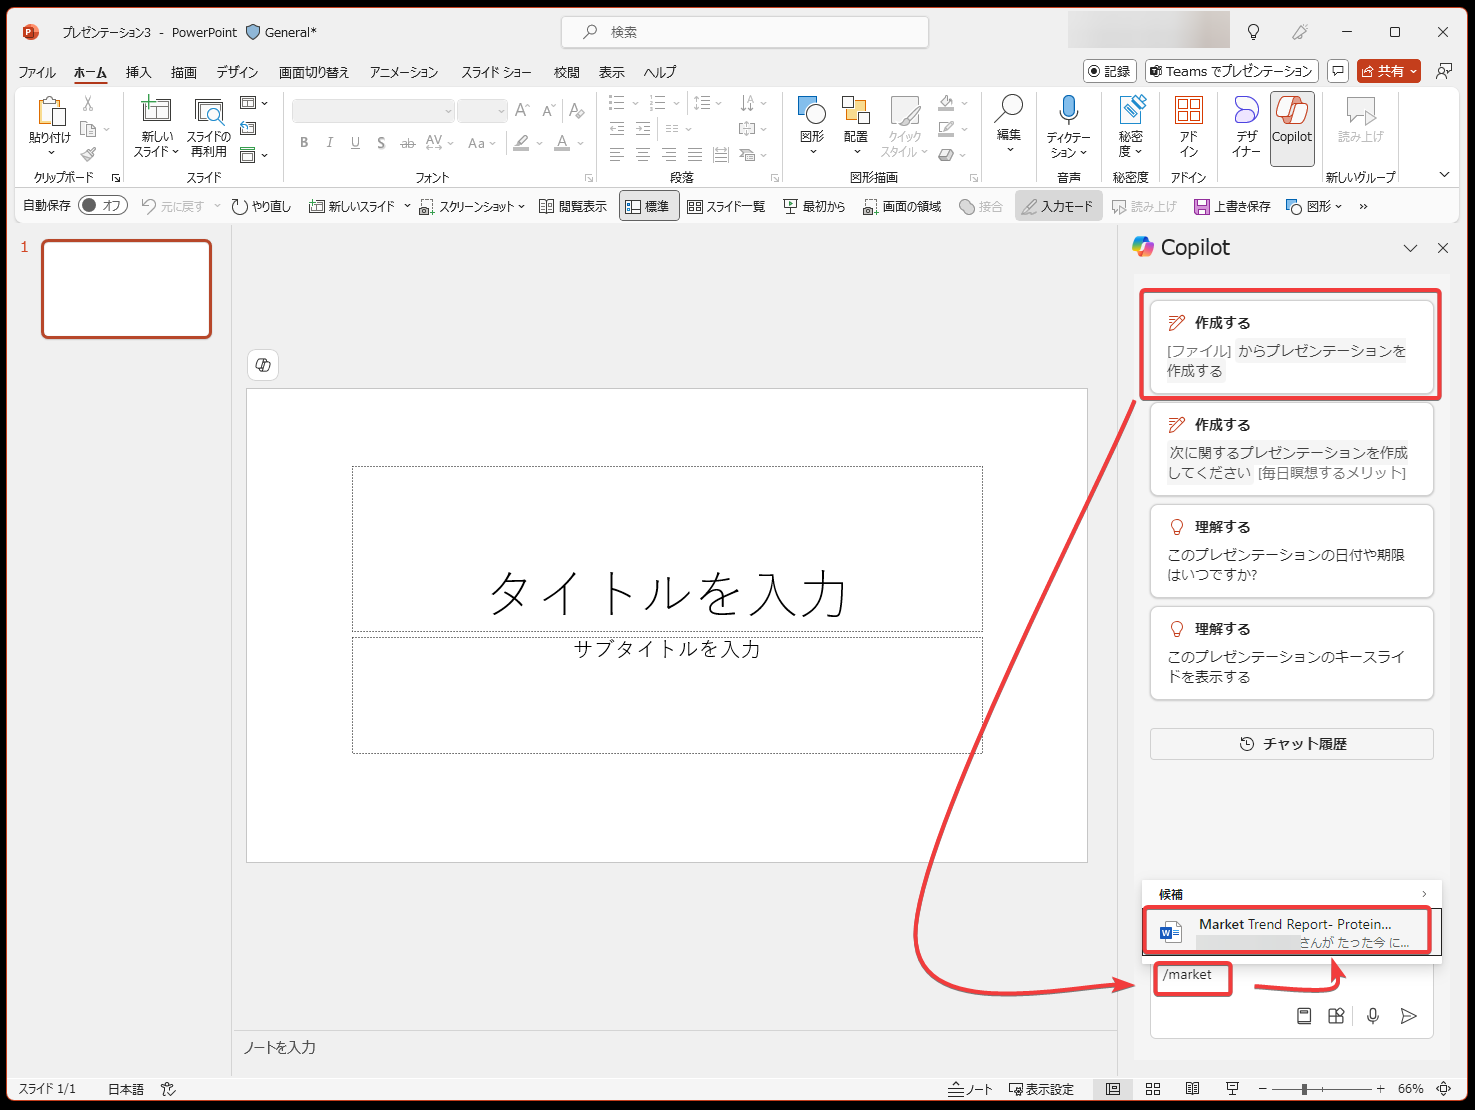 プレゼンテーション3 - PowerPoint General*
検索
ファイル ホーム 挿入 描画 デザイン 画面切り替え アニメーション スライド ショー 校閲 表示 ヘルプ
記録 Teams でプレゼンテーション 共有
貼り付け
クリップボード
新しい
スライド
スライドの
再利用
スライド
B I U S ab AV Aa A
フォント
段落
図形
配置
クイック
スタイル
図形描画
編集
ディクテー
ション
音声
秘密
度
秘密度
アド
イン
アドイン
デザ
イナー
Copilot
読み上げ
新しいグループ
自動保存 オフ 元に戻す やり直し 新しいスライド スクリーンショット 閲覧表示 標準 スライド一覧 最初から 画面の領域 接合 入力モード 読み上げ 上書き保存 図形 »
1
タイトルを入力
サブタイトルを入力
ノートを入力
Copilot
作成する
[ファイル] からプレゼンテーションを
作成する
作成する
次に関するプレゼンテーションを作成
してください [毎日瞑想するメリット]
理解する
このプレゼンテーションの日付や期限
はいつですか?
理解する
このプレゼンテーションのキースライ
ドを表示する
チャット履歴
候補
Market Trend Report- Protein...
さんが たった今 に...
/market
スライド 1/1 日本語 ノート 表示設定 66%